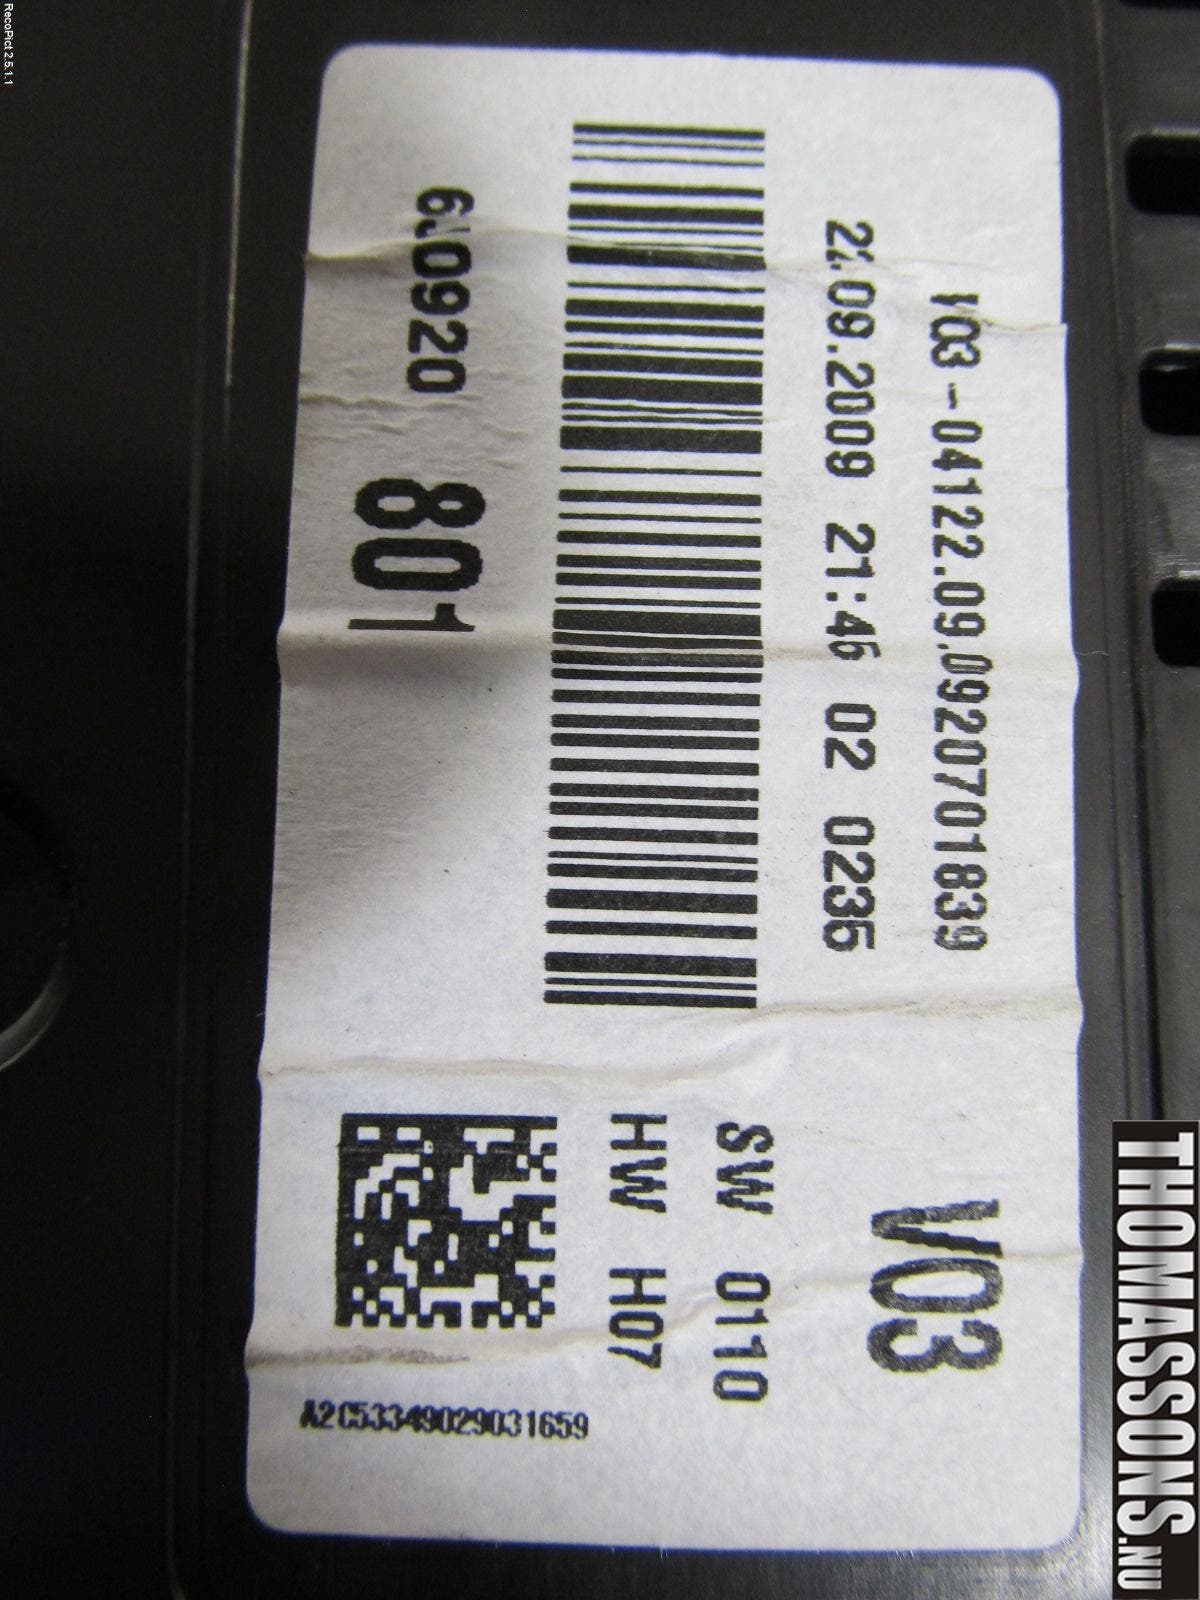 RecoPict 2.5.1.1
V03-04122.09.0920701839
22.09.2009 21:46 02 0235
6J0920 801
V03
SW 0110
HW H07
A2C53349029031659
THOMASSONS.NU